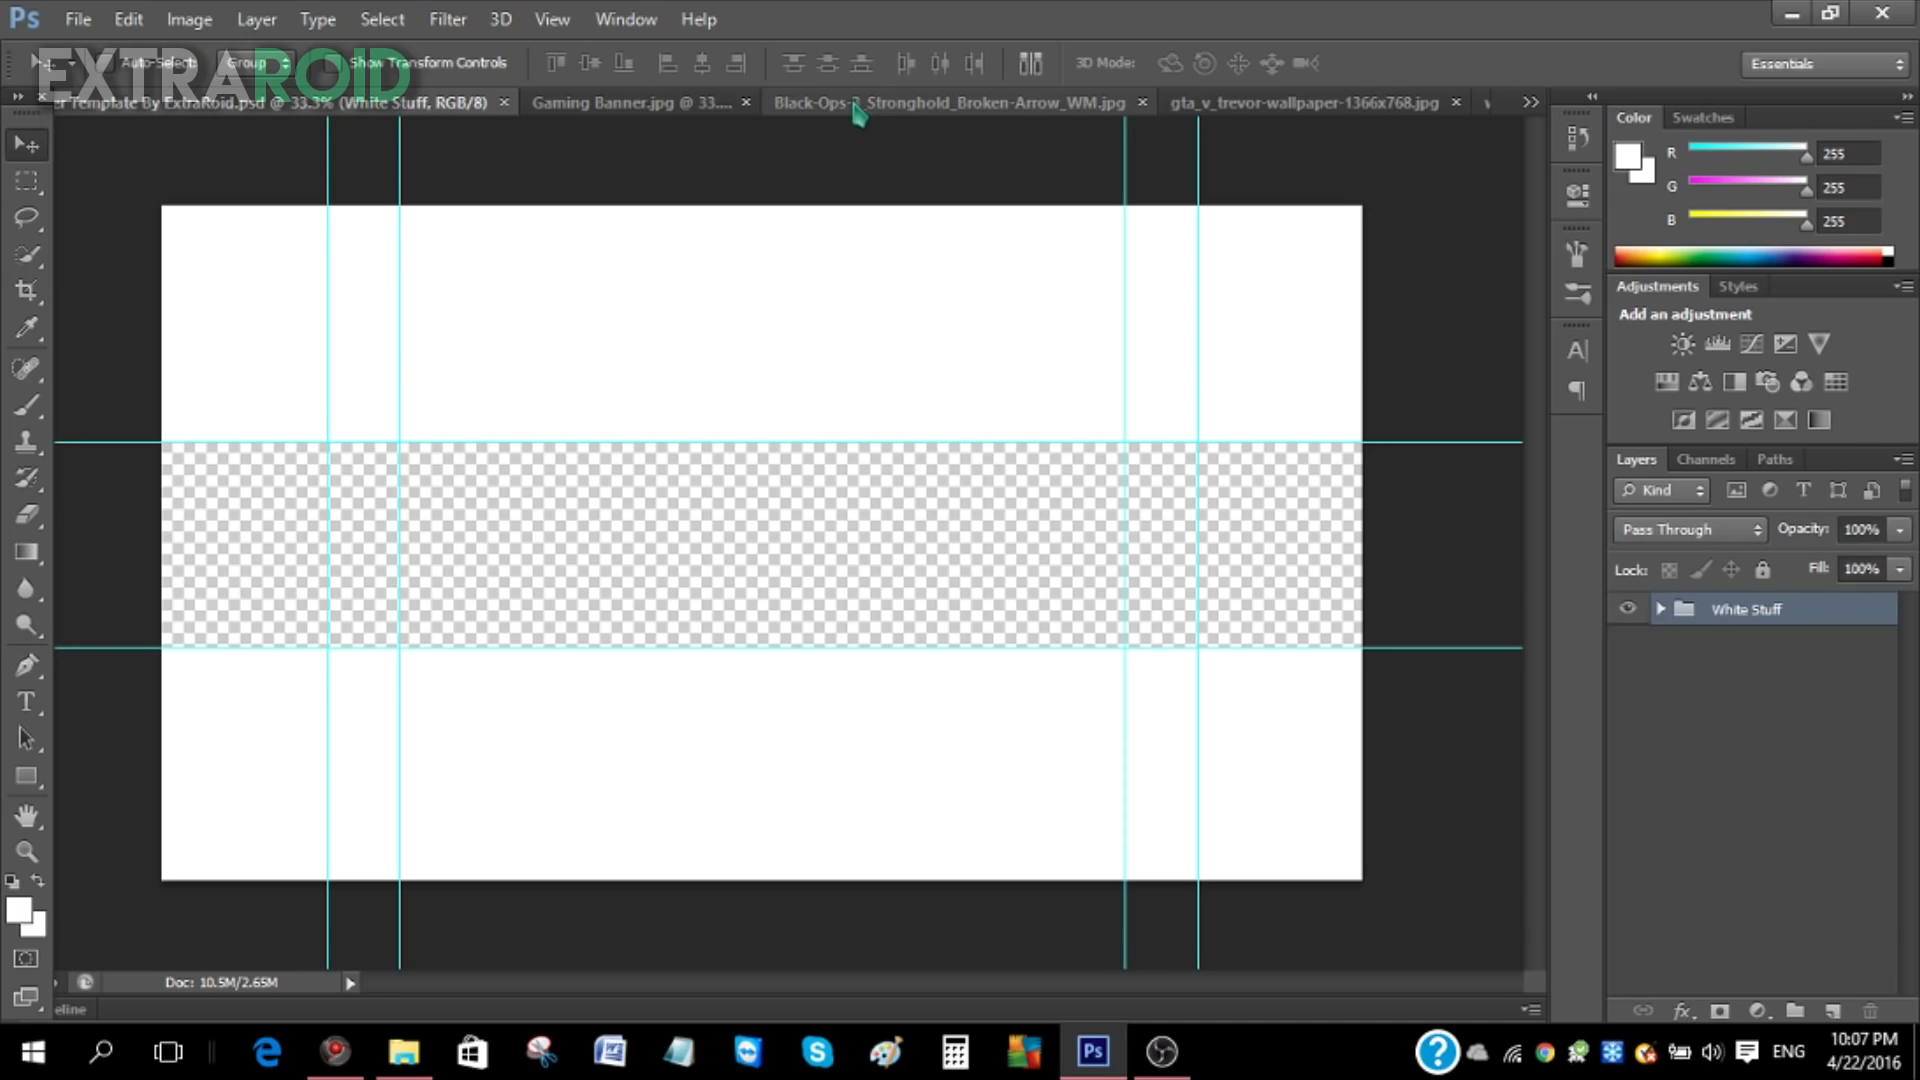 Ps File Edit Image Layer Type Select Filter 3D View Window Help
EXTRAROID
Auto-Select: Group Show Transform Controls 3D Mode: Essentials
er Template By ExtraRoid.psd @ 33.3% (White Stuff, RGB/8) × Gaming Banner.jpg @ 33.... × Black-Ops-3_Stronghold_Broken-Arrow_WM.jpg × gta_v_trevor-wallpaper-1366x768.jpg ×
Color Swatches
R 255
G 255
B 255
Adjustments Styles
Add an adjustment
Layers Channels Paths
Kind
Pass Through Opacity: 100%
Lock: Fill: 100%
White Stuff
Doc: 10.5M/2.65M
eline
ENG
10:07 PM
4/22/2016